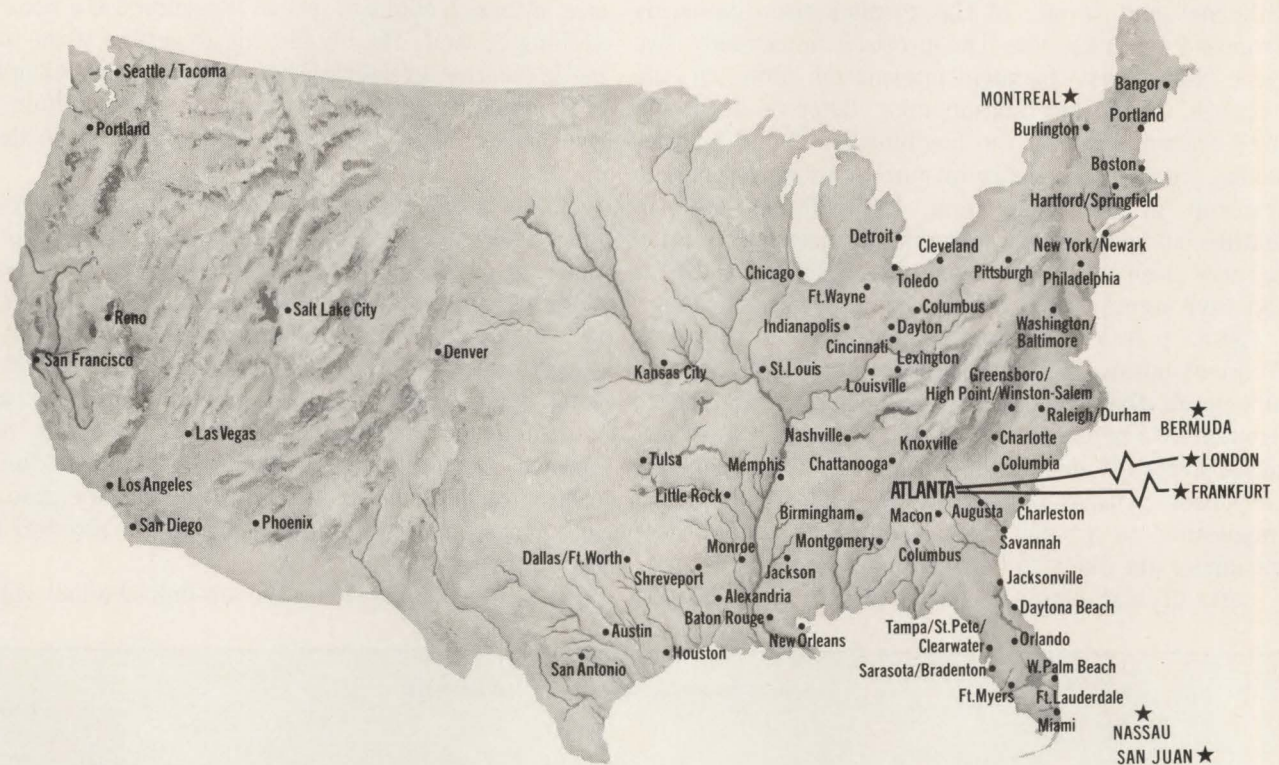 Seattle / Tacoma
Portland
Reno
Salt Lake City
San Francisco
Denver
Las Vegas
Los Angeles
San Diego
Phoenix
Kansas City
Tulsa
Little Rock
Dallas/Ft.Worth
Shreveport
Monroe
Alexandria
Baton Rouge
Austin
San Antonio
Houston
New Orleans
Jackson
Memphis
St.Louis
Chicago
Detroit
Cleveland
Toledo
Ft.Wayne
Columbus
Indianapolis
Dayton
Cincinnati
Lexington
Louisville
Nashville
Knoxville
Chattanooga
ATLANTA
Birmingham
Macon
Augusta
Montgomery
Columbus
MONTREAL
Bangor
Burlington
Portland
Boston
Hartford/Springfield
New York/Newark
Pittsburgh
Philadelphia
Washington/
Baltimore
Greensboro/
High Point/Winston-Salem
Raleigh/Durham
Charlotte
Columbia
Charleston
Savannah
Jacksonville
Daytona Beach
Tampa/St.Pete/
Clearwater
Orlando
Sarasota/Bradenton
W.Palm Beach
Ft.Myers
Ft.Lauderdale
Miami
BERMUDA
LONDON
FRANKFURT
NASSAU
SAN JUAN